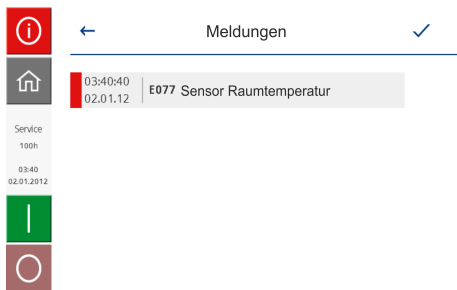 Meldungen
03:40:40
02.01.12
E077 Sensor Raumtemperatur
Service
100h
03:40
02.01.2012